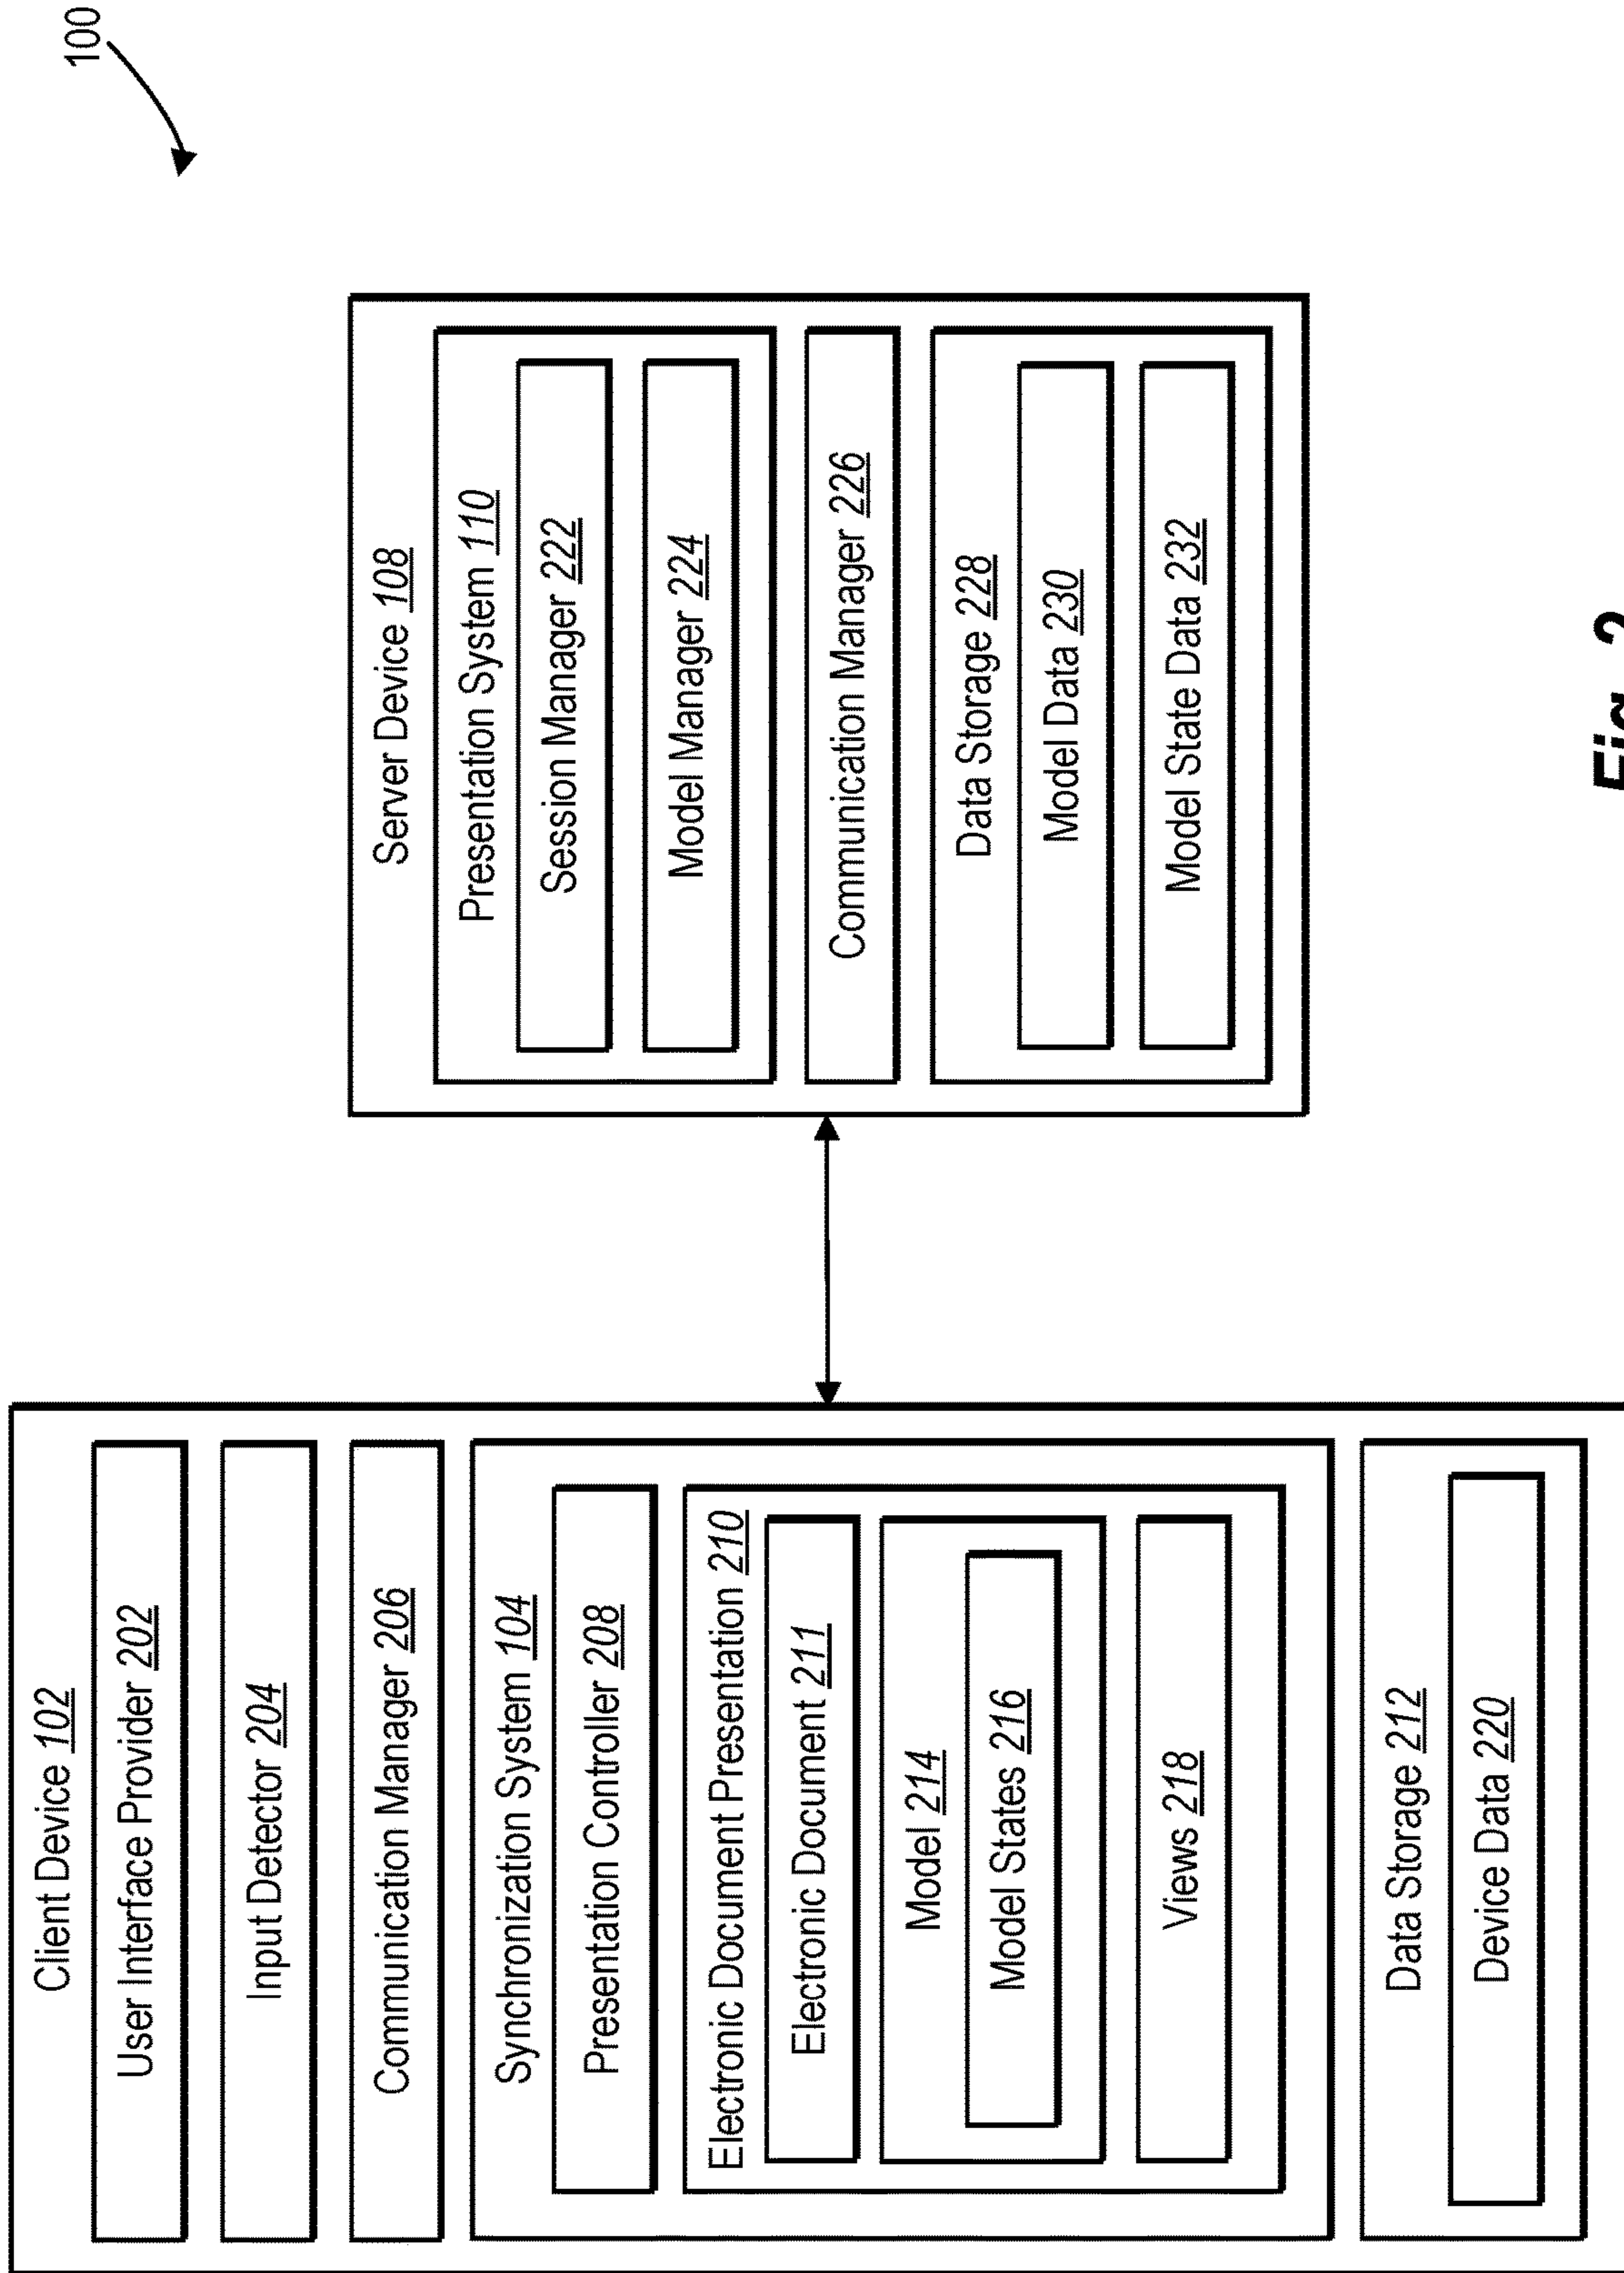 100
Client Device 102
User Interface Provider 202
Input Detector 204
Communication Manager 206
Synchronization System 104
Presentation Controller 208
Electronic Document Presentation 210
Electronic Document 211
Model 214
Model States 216
Views 218
Data Storage 212
Device Data 220
Server Device 108
Presentation System 110
Session Manager 222
Model Manager 224
Communication Manager 226
Data Storage 228
Model Data 230
Model State Data 232
Fig. 2